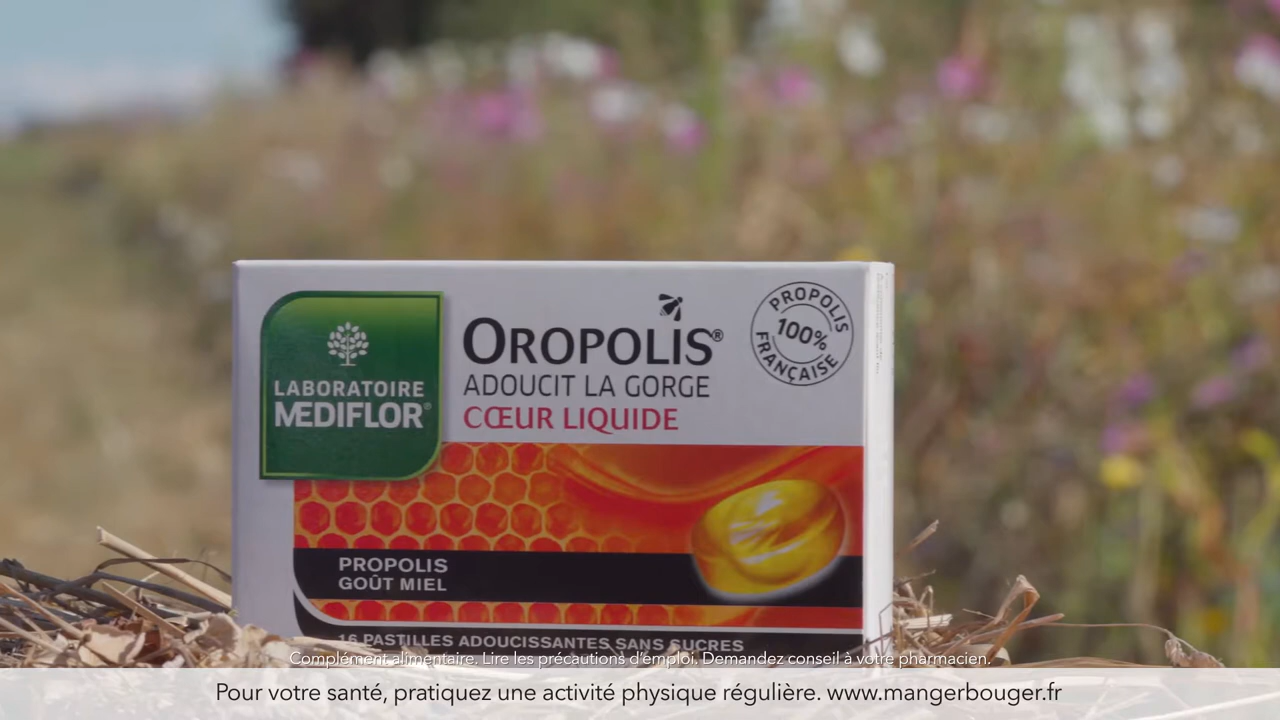 LABORATOIRE
MEDIFLOR®
OROPOLIS®
ADOUCIT LA GORGE
CŒUR LIQUIDE
PROPOLIS
100%
FRANÇAISE
PROPOLIS
GOÛT MIEL
16 PASTILLES ADOUCISSANTES SANS SUCRES
Complément alimentaire. Lire les précautions d'emploi. Demandez conseil à votre pharmacien.
Pour votre santé, pratiquez une activité physique régulière. www.mangerbouger.fr